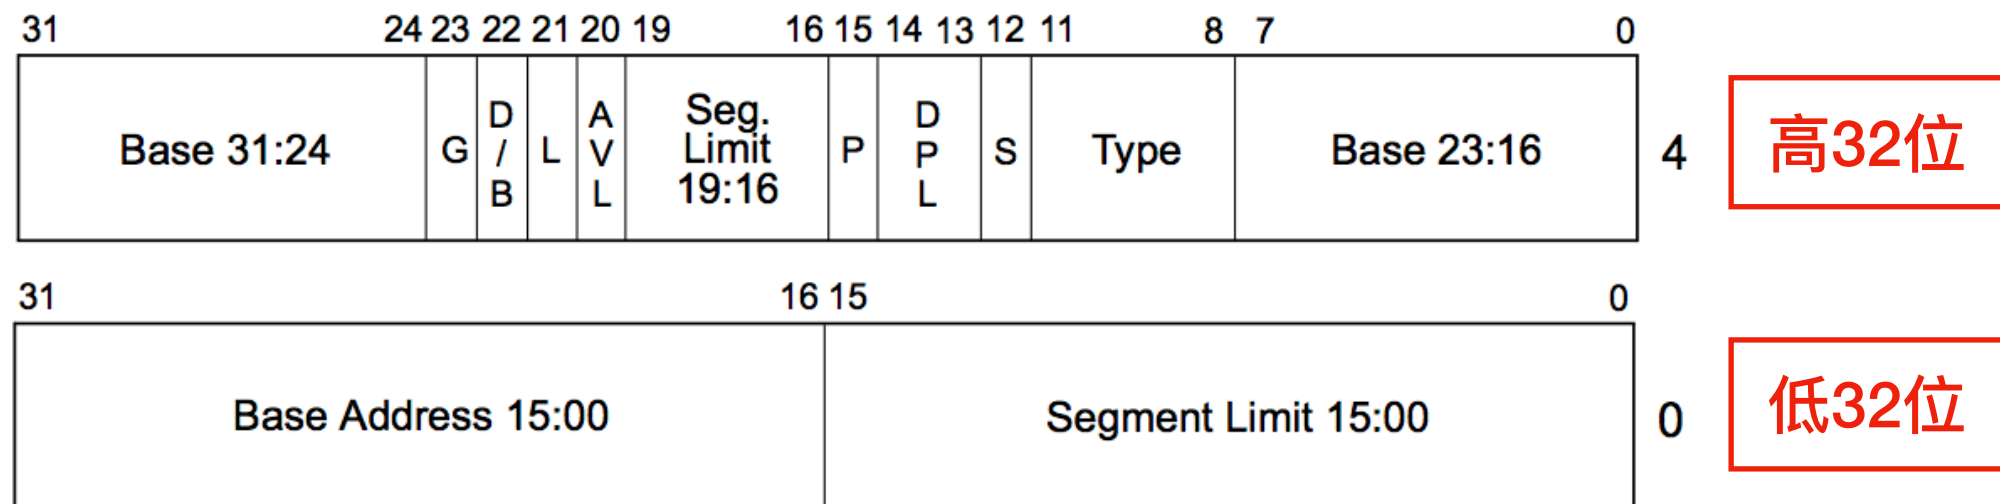 31 24 23 22 21 20 19 16 15 14 13 12 11 8 7 0
Base 31:24
G
D
/
B
L
A
V
L
Seg.
Limit
19:16
P
D
P
L
S
Type
Base 23:16
4
高32位
31 16 15 0
Base Address 15:00
Segment Limit 15:00
0
低32位